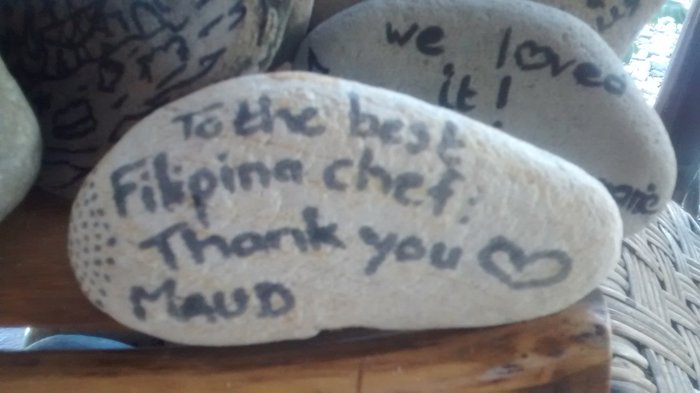 we loved
it!
To the best
Filipina chef:
Thank you ♡
MAUD